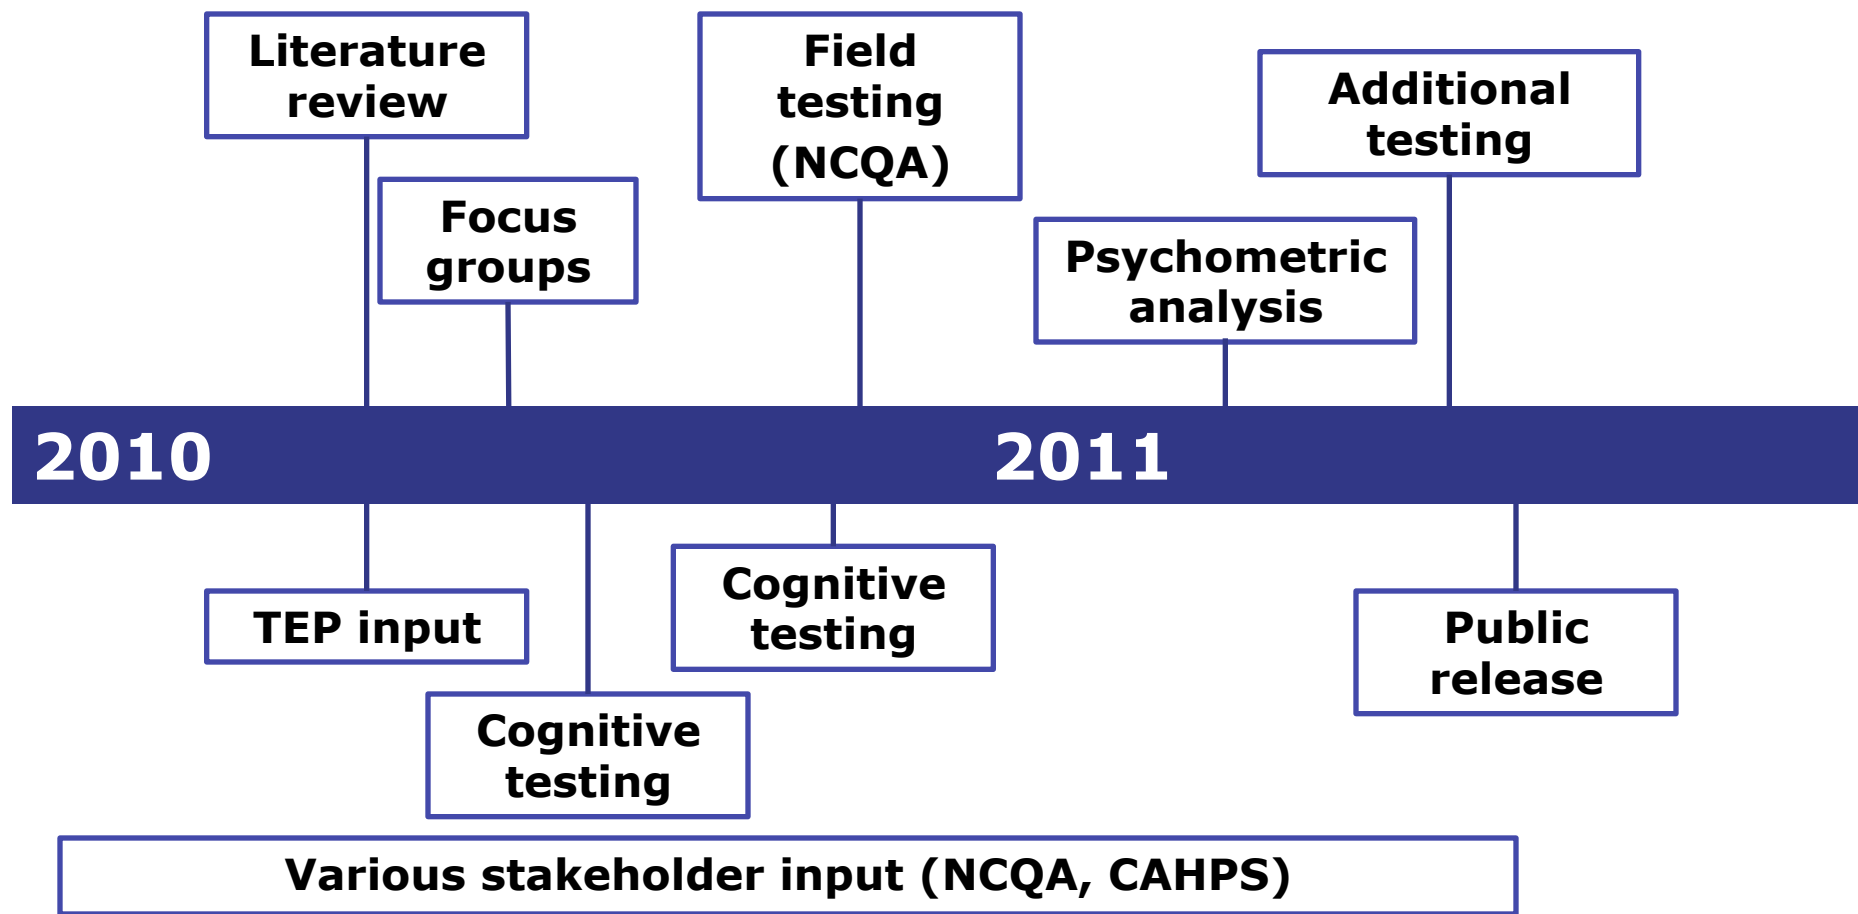 Literature
review
Focus
groups
Field
testing
(NCQA)
Psychometric
analysis
Additional
testing
2010
2011
TEP input
Cognitive
testing
Cognitive
testing
Public
release
Various stakeholder input (NCQA, CAHPS)